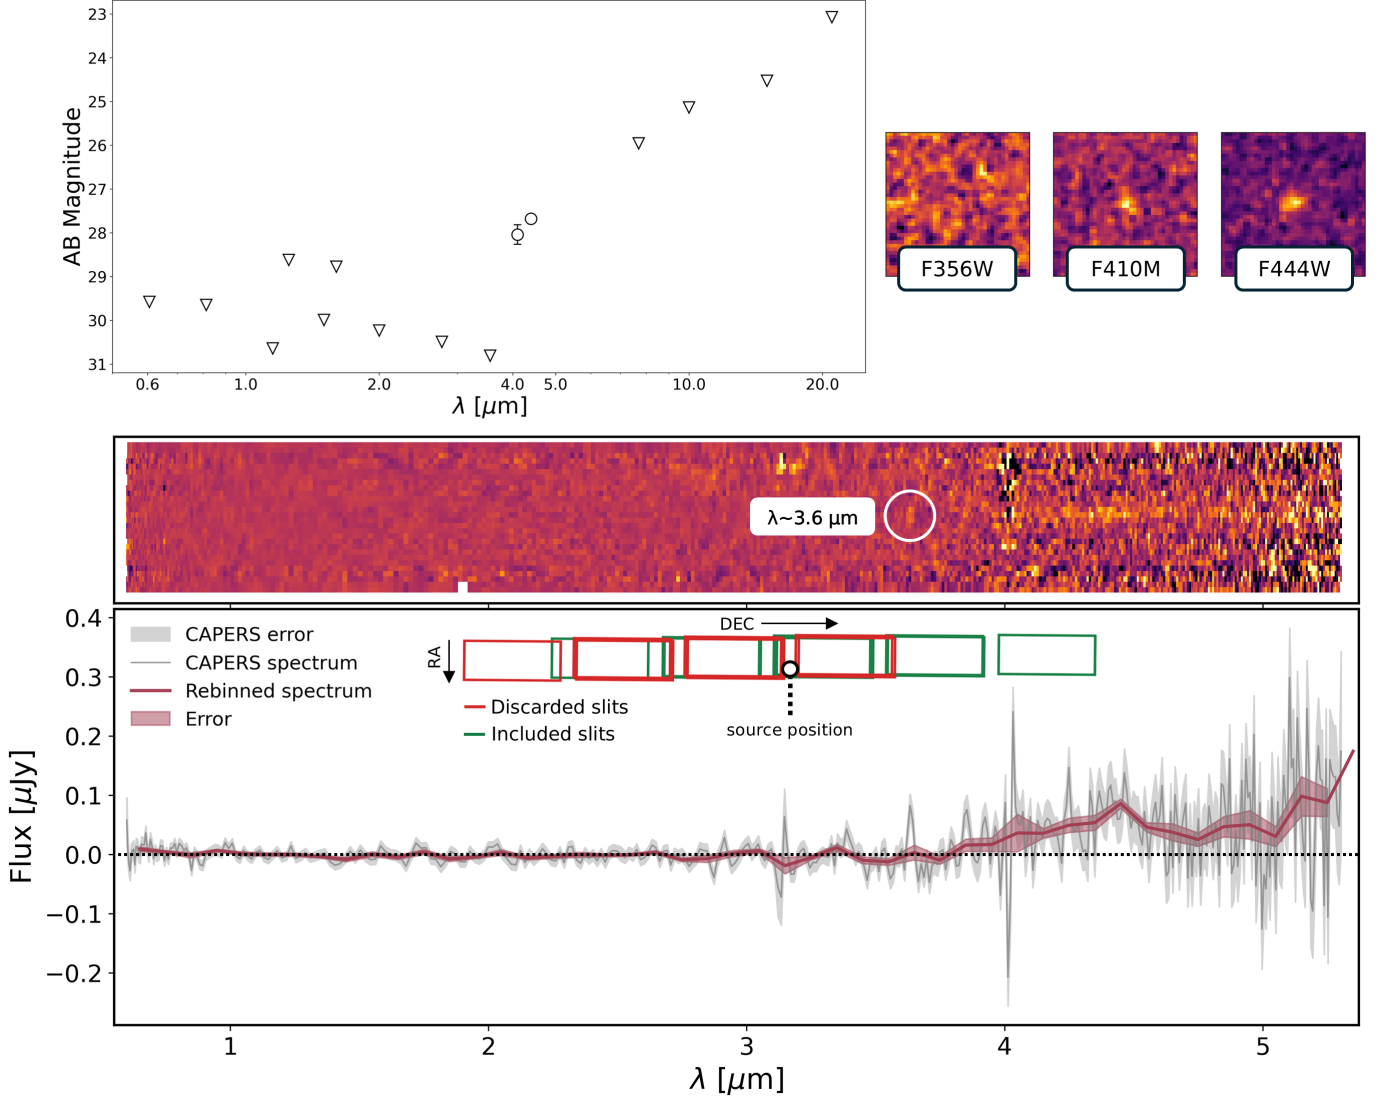 23
24
25
26
27
28
29
30
31
AB Magnitude
0.6
1.0
2.0
4.0
5.0
10.0
20.0
λ [μm]
F356W
F410M
F444W
λ~3.6 μm
0.4
0.3
0.2
0.1
0.0
−0.1
−0.2
Flux [μJy]
CAPERS error
CAPERS spectrum
Rebinned spectrum
Error
DEC
RA
Discarded slits
Included slits
source position
1
2
3
4
5
λ [μm]